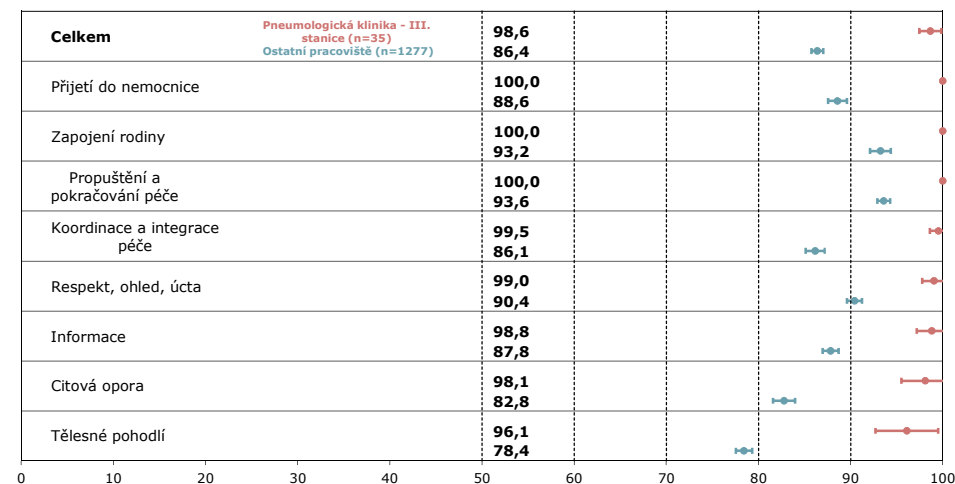 Celkem
Pneumologická klinika - III.
stanice (n=35)
Ostatní pracoviště (n=1277)
98,6
86,4
Přijetí do nemocnice
100,0
88,6
Zapojení rodiny
100,0
93,2
Propuštění a
pokračování péče
100,0
93,6
Koordinace a integrace
péče
99,5
86,1
Respekt, ohled, úcta
99,0
90,4
Informace
98,8
87,8
Citová opora
98,1
82,8
Tělesné pohodlí
96,1
78,4
0 10 20 30 40 50 60 70 80 90 100